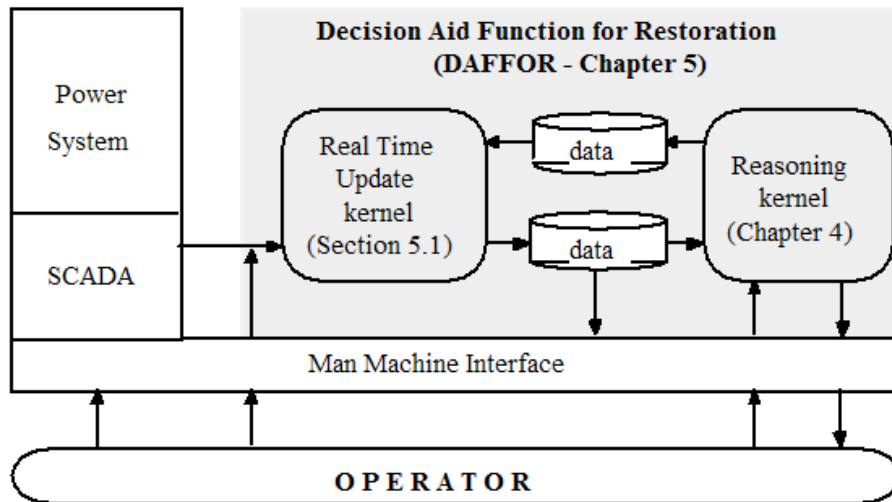 Decision Aid Function for Restoration
(DAFFOR - Chapter 5)
Power
System
SCADA
Real Time
Update
kernel
(Section 5.1)
data
data
Reasoning
kernel
(Chapter 4)
Man Machine Interface
O P E R A T O R